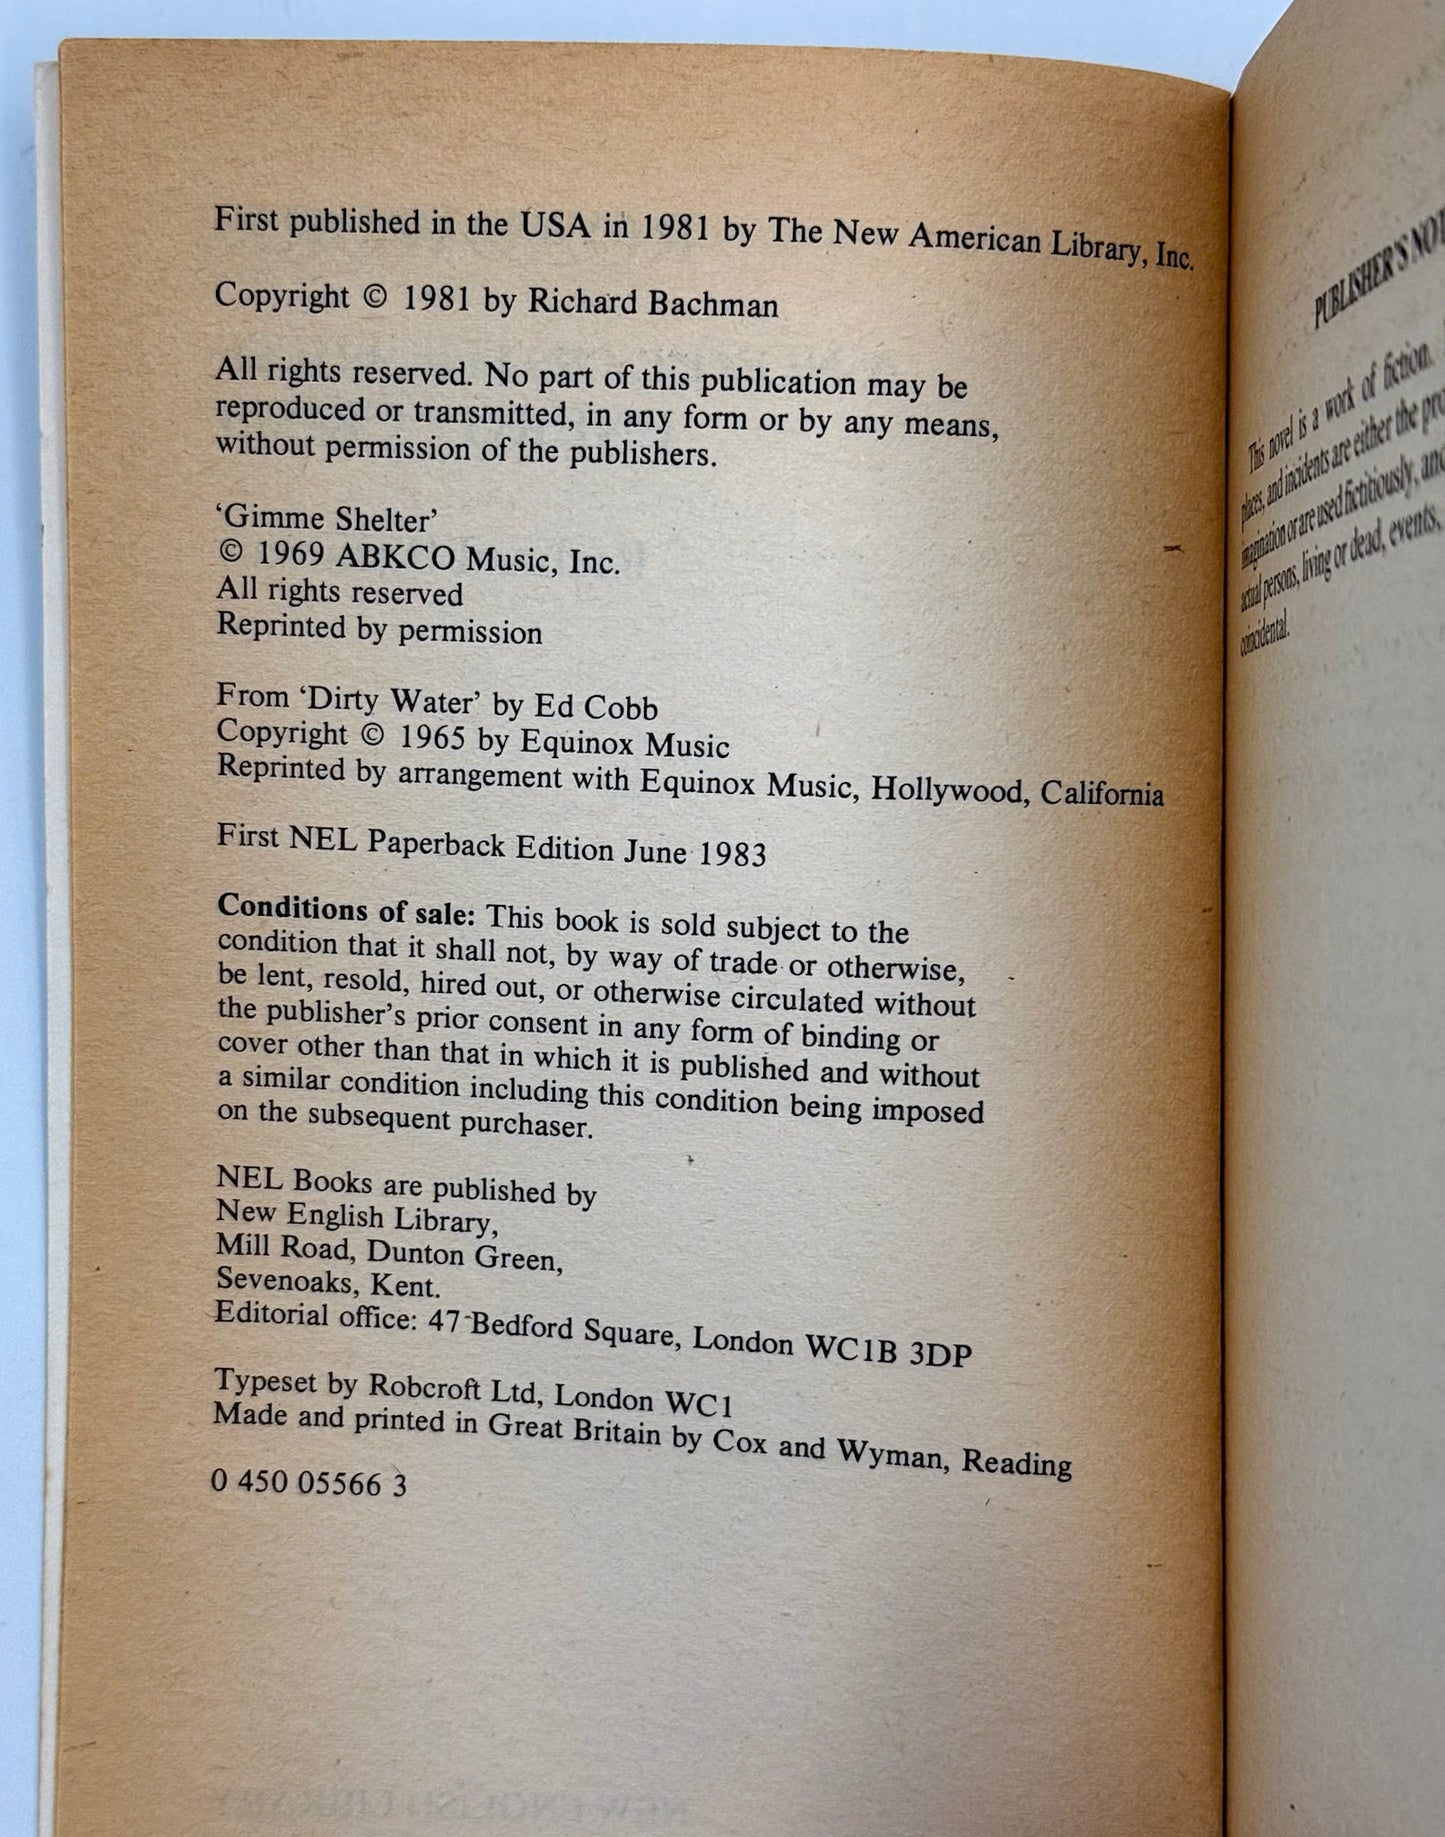 First published in the USA in 1981 by The New American Library, Inc.
Copyright © 1981 by Richard Bachman
All rights reserved. No part of this publication may be
reproduced or transmitted, in any form or by any means,
without permission of the publishers.
‘Gimme Shelter’
© 1969 ABKCO Music, Inc.
All rights reserved
Reprinted by permission
From ‘Dirty Water’ by Ed Cobb
Copyright © 1965 by Equinox Music
Reprinted by arrangement with Equinox Music, Hollywood, California
First NEL Paperback Edition June 1983
Conditions of sale: This book is sold subject to the
condition that it shall not, by way of trade or otherwise,
be lent, resold, hired out, or otherwise circulated without
the publisher’s prior consent in any form of binding or
cover other than that in which it is published and without
a similar condition including this condition being imposed
on the subsequent purchaser.
NEL Books are published by
New English Library,
Mill Road, Dunton Green,
Sevenoaks, Kent.
Editorial office: 47 Bedford Square, London WC1B 3DP
Typeset by Robcroft Ltd, London WC1
Made and printed in Great Britain by Cox and Wyman, Reading
0 450 05566 3
PUBLISHER’S
This novel is a work of fiction.
places, and incidents are either the
imagination or are used fictitiously,
actual persons, living or dead, events,
coincidental.